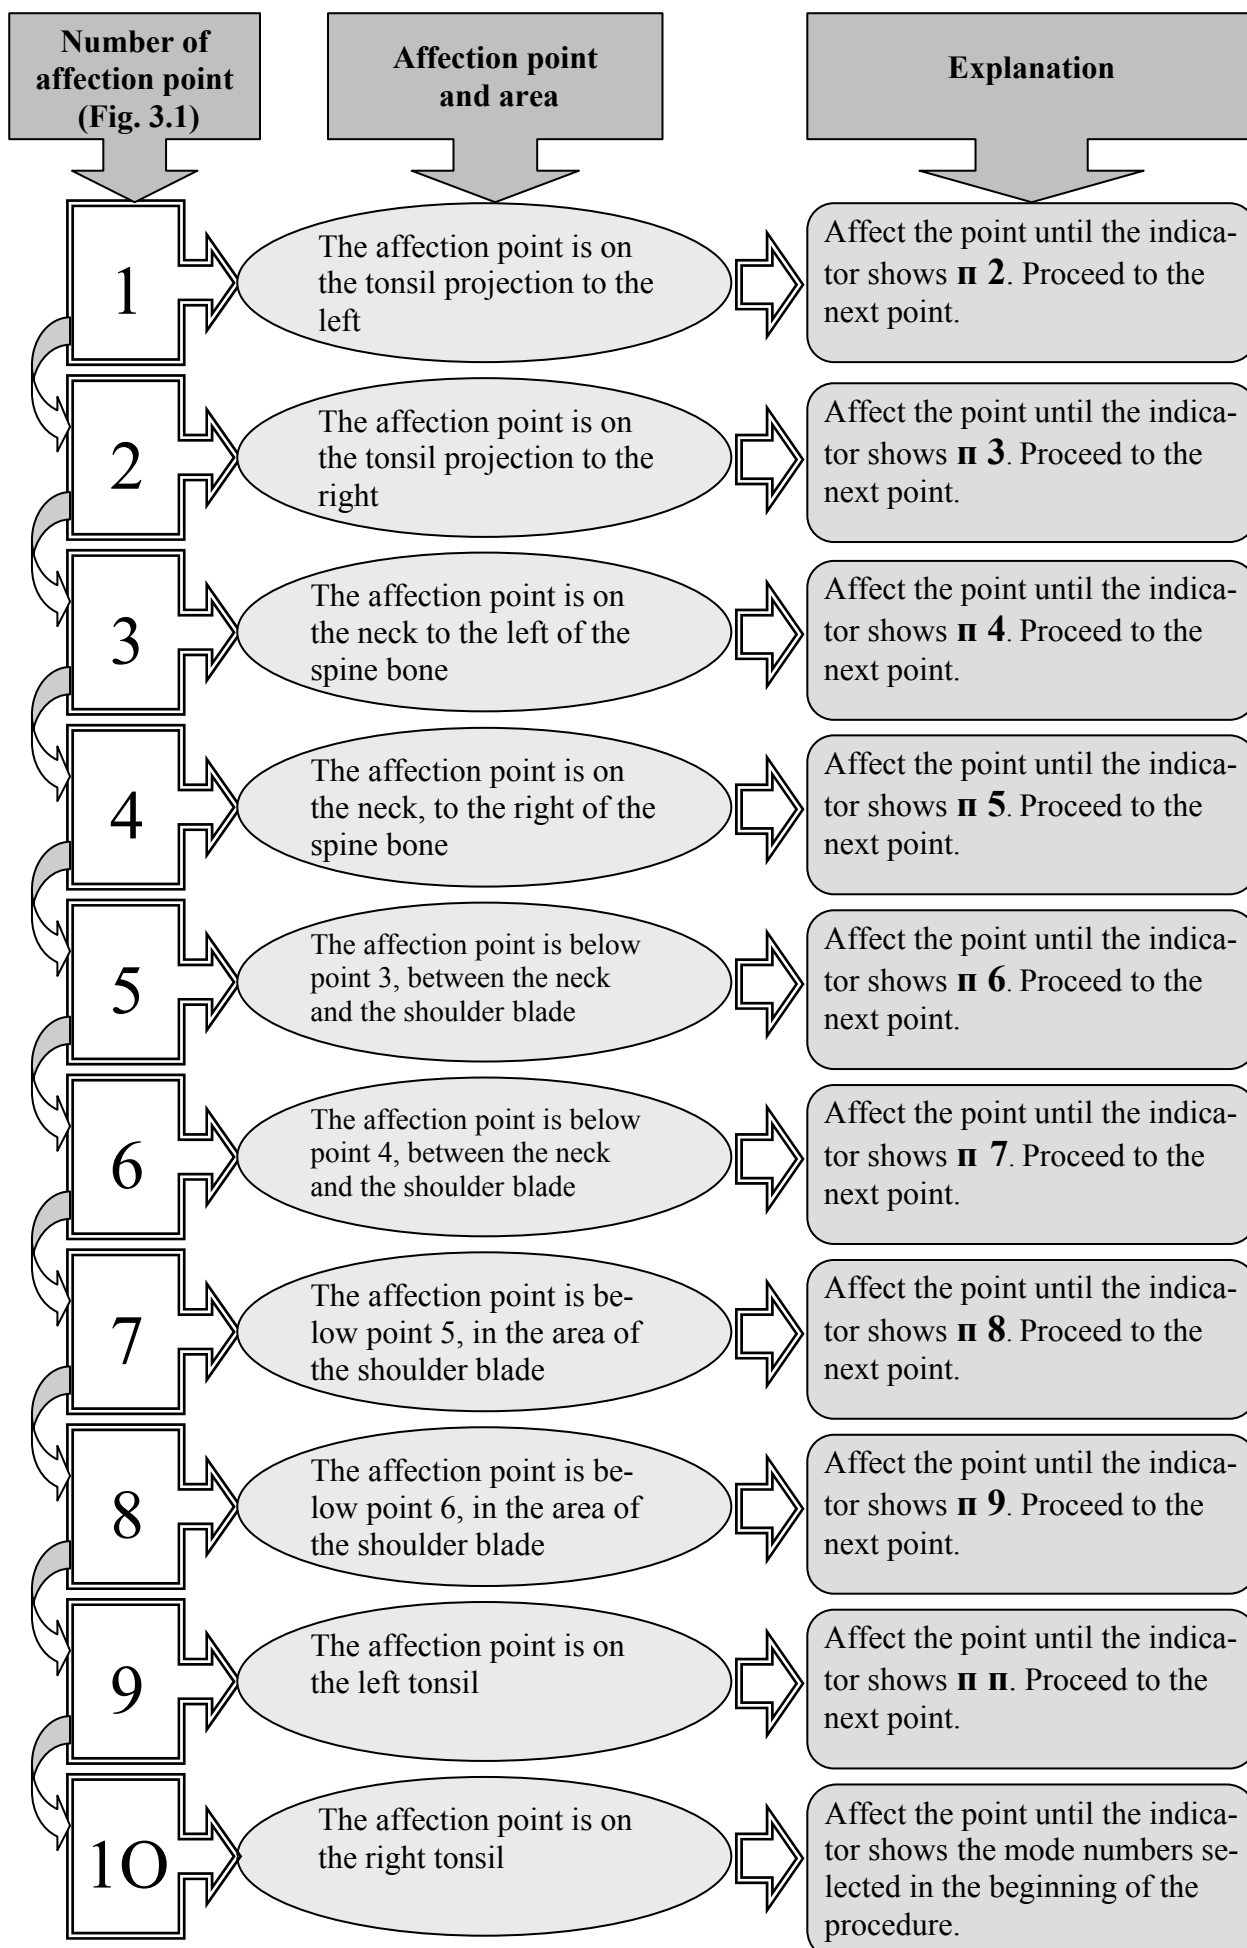 Number of
affection point
(Fig. 3.1)
Affection point
and area
Explanation
1
The affection point is on
the tonsil projection to the
left
Affect the point until the indica-
tor shows п 2. Proceed to the
next point.
2
The affection point is on
the tonsil projection to the
right
Affect the point until the indica-
tor shows п 3. Proceed to the
next point.
3
The affection point is on
the neck to the left of the
spine bone
Affect the point until the indica-
tor shows п 4. Proceed to the
next point.
4
The affection point is on
the neck, to the right of the
spine bone
Affect the point until the indica-
tor shows п 5. Proceed to the
next point.
5
The affection point is below
point 3, between the neck
and the shoulder blade
Affect the point until the indica-
tor shows п 6. Proceed to the
next point.
6
The affection point is below
point 4, between the neck
and the shoulder blade
Affect the point until the indica-
tor shows п 7. Proceed to the
next point.
7
The affection point is be-
low point 5, in the area of
the shoulder blade
Affect the point until the indica-
tor shows п 8. Proceed to the
next point.
8
The affection point is be-
low point 6, in the area of
the shoulder blade
Affect the point until the indica-
tor shows п 9. Proceed to the
next point.
9
The affection point is on
the left tonsil
Affect the point until the indica-
tor shows п п. Proceed to the
next point.
1O
The affection point is on
the right tonsil
Affect the point until the indica-
tor shows the mode numbers se-
lected in the beginning of the
procedure.